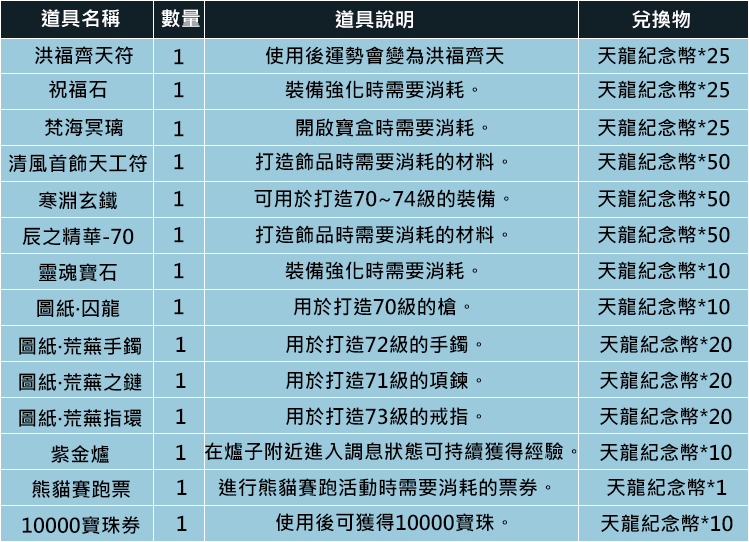 道具名稱 數量 道具說明 兌換物
洪福齊天符 1 使用後運勢會變為洪福齊天 天龍紀念幣*25
祝福石 1 裝備強化時需要消耗。 天龍紀念幣*25
梵海冥璃 1 開啟寶盒時需要消耗。 天龍紀念幣*25
清風首飾天工符 1 打造飾品時需要消耗的材料。 天龍紀念幣*50
寒淵玄鐵 1 可用於打造70~74級的裝備。 天龍紀念幣*50
辰之精華-70 1 打造飾品時需要消耗的材料。 天龍紀念幣*50
靈魂寶石 1 裝備強化時需要消耗。 天龍紀念幣*10
圖紙·囚龍 1 用於打造70級的槍。 天龍紀念幣*10
圖紙·荒蕪手鐲 1 用於打造72級的手鐲。 天龍紀念幣*20
圖紙·荒蕪之鏈 1 用於打造71級的項鍊。 天龍紀念幣*20
圖紙·荒蕪指環 1 用於打造73級的戒指。 天龍紀念幣*20
紫金爐 1 在爐子附近進入調息狀態可持續獲得經驗。 天龍紀念幣*10
熊貓賽跑票 1 進行熊貓賽跑活動時需要消耗的票券。 天龍紀念幣*1
10000寶珠券 1 使用後可獲得10000寶珠。 天龍紀念幣*10